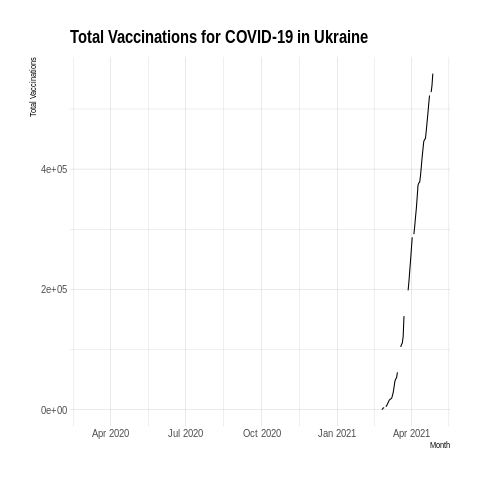 Total Vaccinations for COVID-19 in Ukraine
Total Vaccinations
4e+05
2e+05
0e+00
Apr 2020 Jul 2020 Oct 2020 Jan 2021 Apr 2021
Month